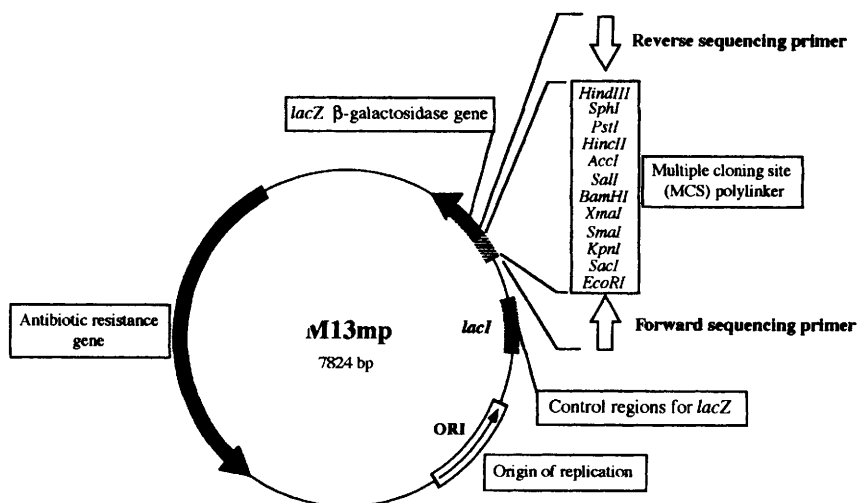 Reverse sequencing primer
lacZ β-galactosidase gene
HindIII
SphI
PstI
HincII
AccI
SalI
BamHI
XmaI
SmaI
KpnI
SacI
EcoRI
Multiple cloning site
(MCS) polylinker
Antibiotic resistance
gene
M13mp
7824 bp
lacI
Forward sequencing primer
Control regions for lacZ
ORI
Origin of replication